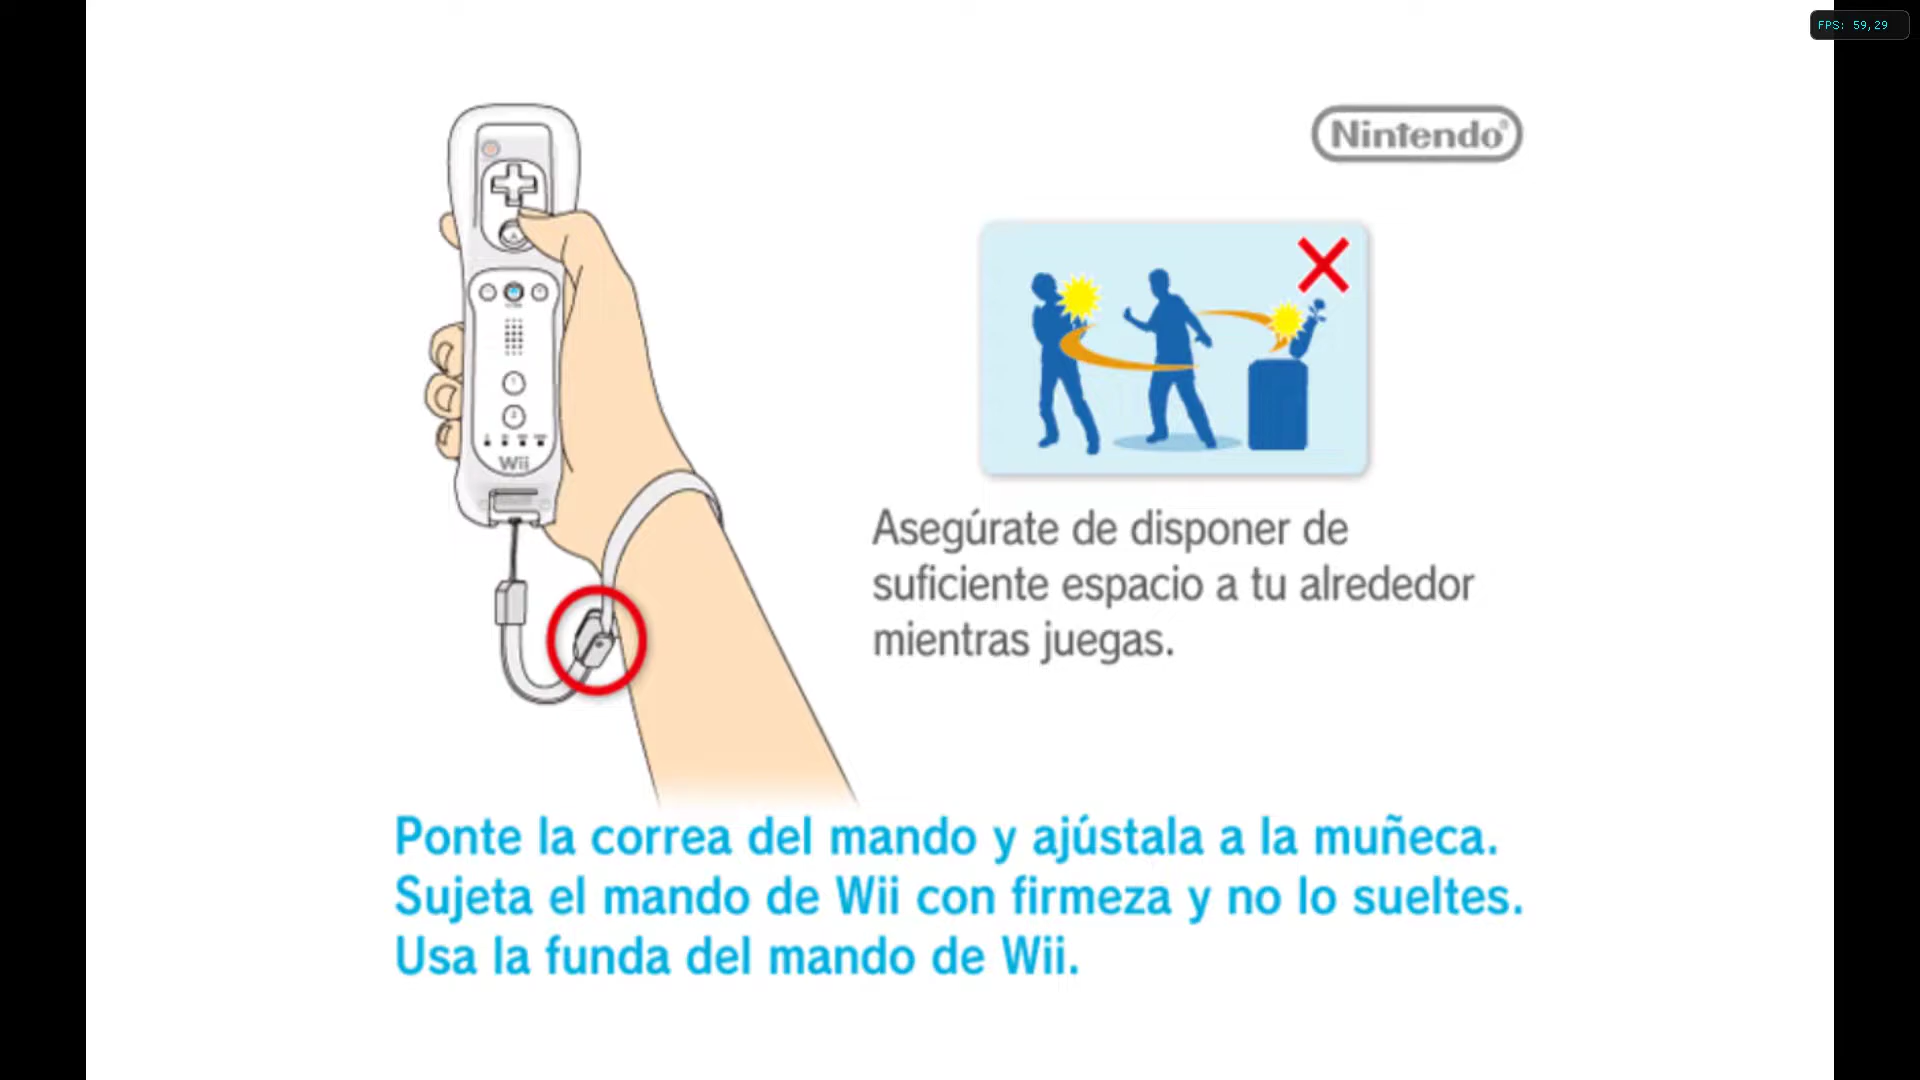 FPS: 59,29
Nintendo®
Wii
Asegúrate de disponer de
suficiente espacio a tu alrededor
mientras juegas.
Ponte la correa del mando y ajústala a la muñeca.
Sujeta el mando de Wii con firmeza y no lo sueltes.
Usa la funda del mando de Wii.